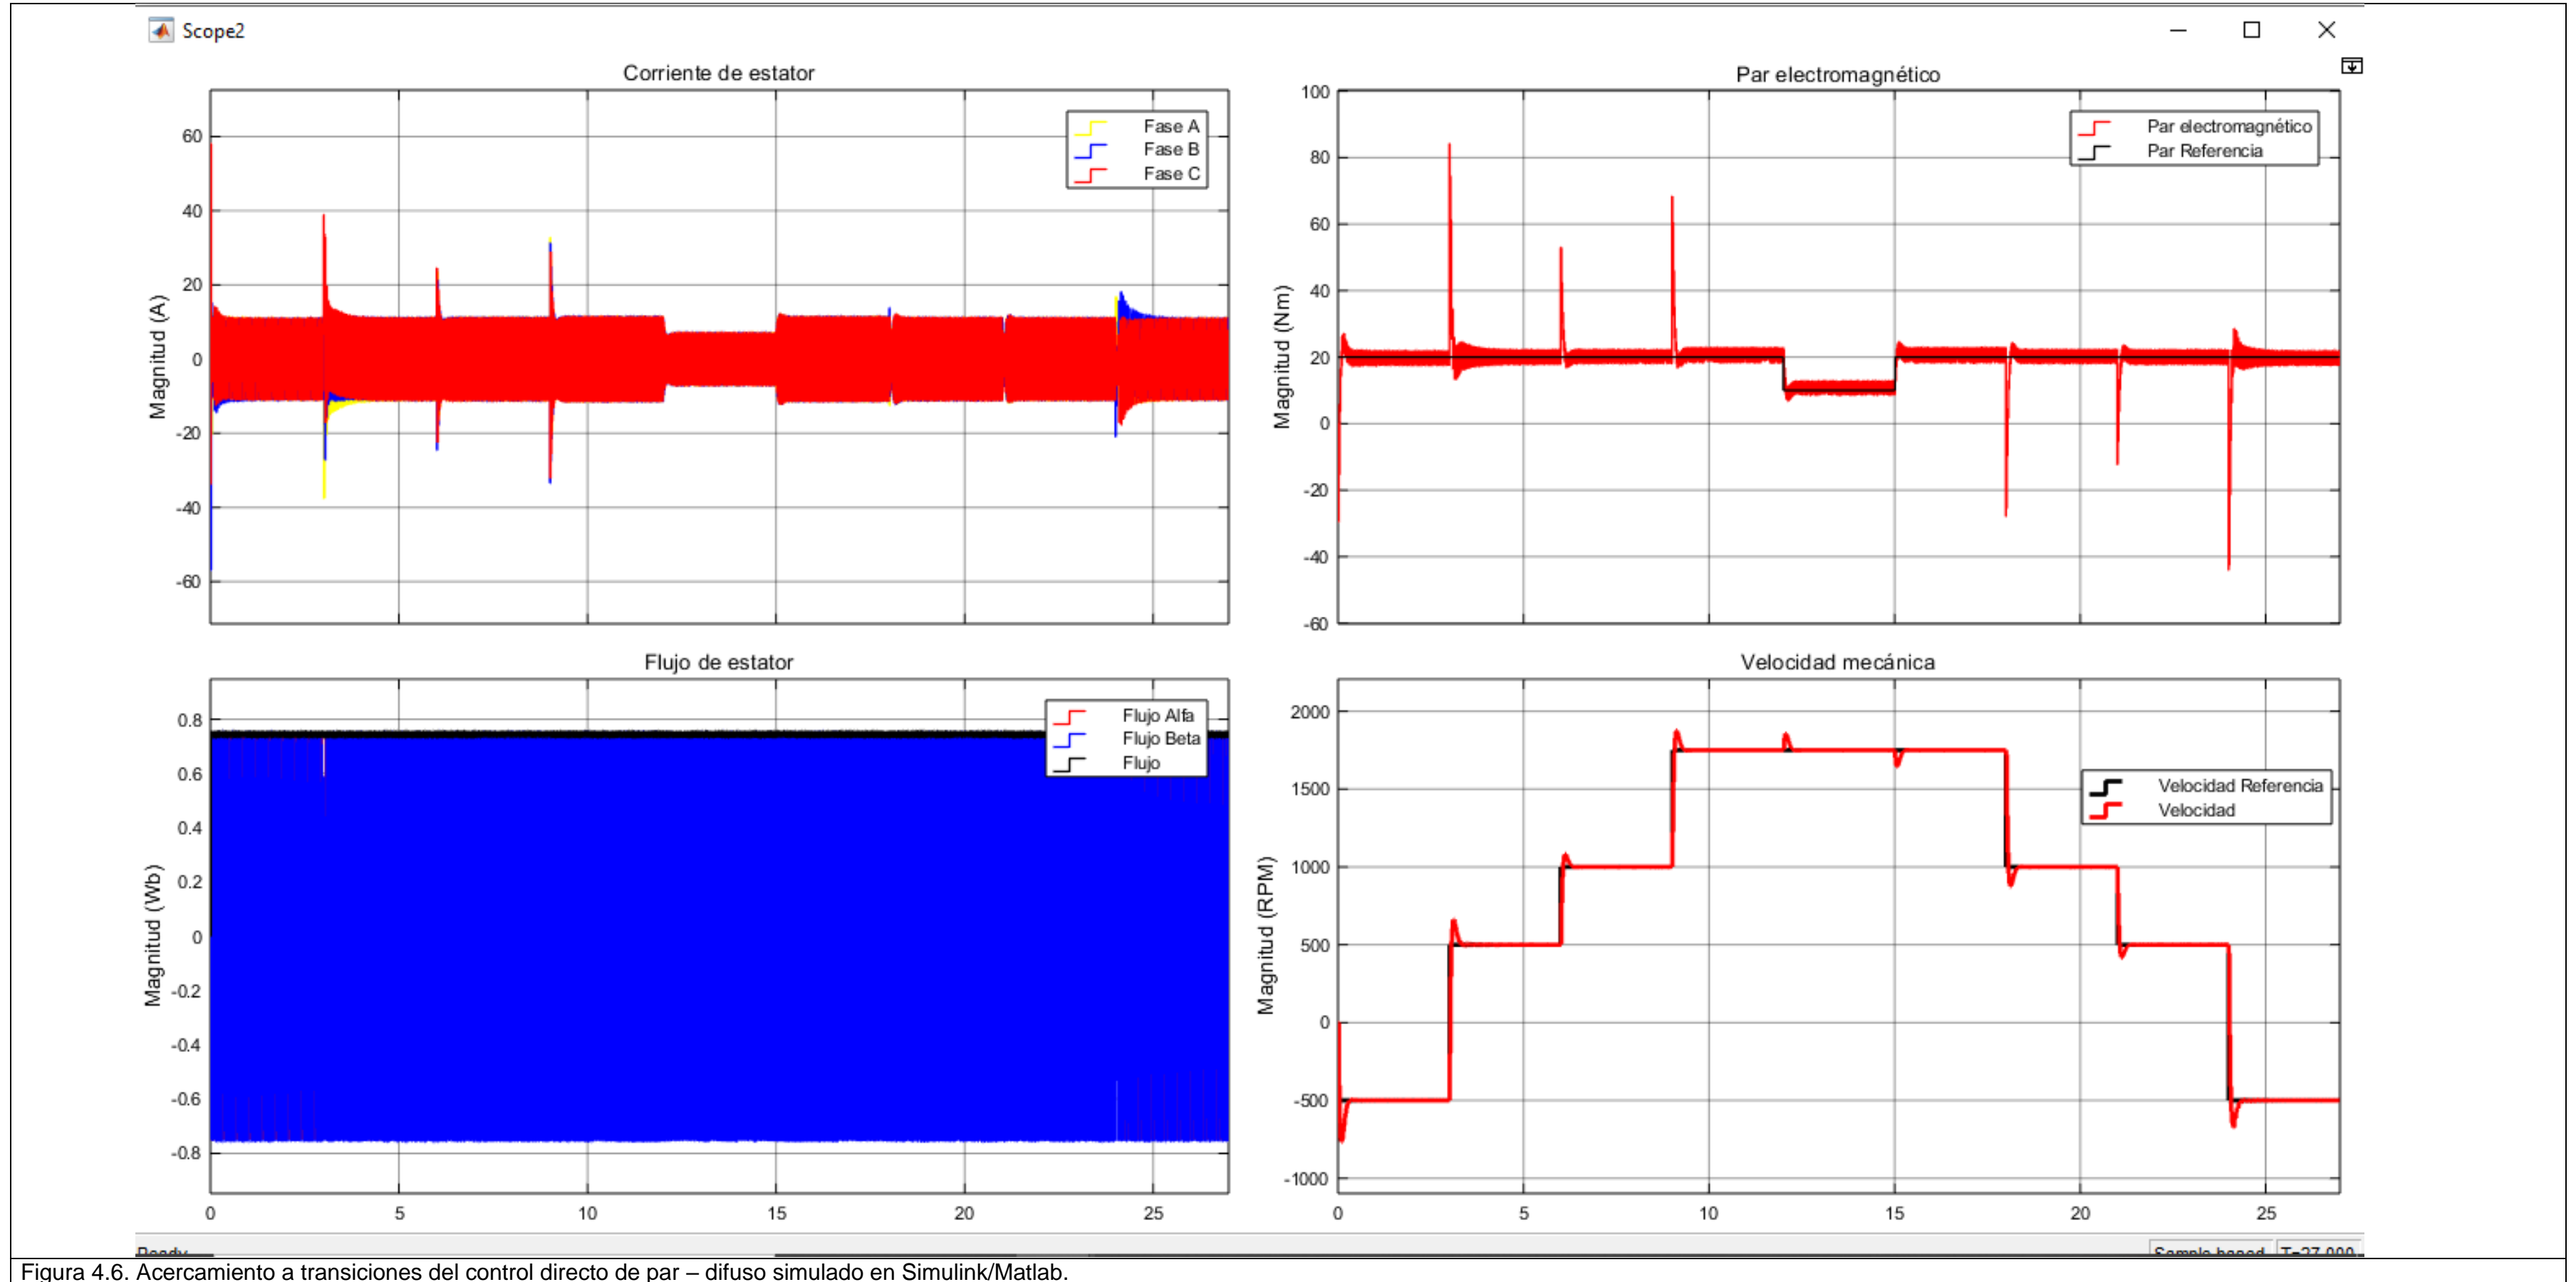 Scope2
Corriente de estator
60
40
20
0
-20
-40
-60
Magnitud (A)
Fase A
Fase B
Fase C
Par electromagnético
100
80
60
40
20
0
-20
-40
-60
Magnitud (Nm)
Par electromagnético
Par Referencia
Flujo de estator
0.8
0.6
0.4
0.2
0
-0.2
-0.4
-0.6
-0.8
Magnitud (Wb)
Flujo Alfa
Flujo Beta
Flujo
0 5 10 15 20 25
Velocidad mecánica
2000
1500
1000
500
0
-500
-1000
Magnitud (RPM)
Velocidad Referencia
Velocidad
0 5 10 15 20 25
Ready
Sample based T=27.000
Figura 4.6. Acercamiento a transiciones del control directo de par – difuso simulado en Simulink/Matlab.